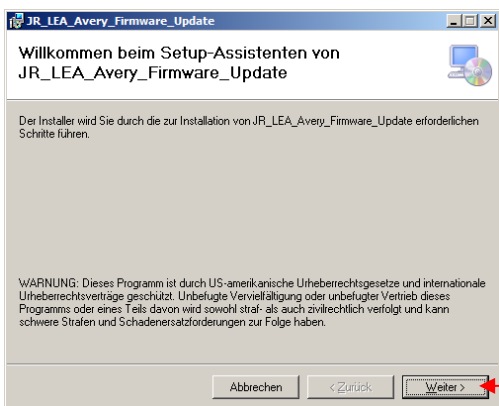 JR_LEA_Avery_Firmware_Update
Willkommen beim Setup-Assistenten von
JR_LEA_Avery_Firmware_Update
Der Installer wird Sie durch die zur Installation von JR_LEA_Avery_Firmware_Update erforderlichen
Schritte führen.
WARNUNG: Dieses Programm ist durch US-amerikanische Urheberrechtsgesetze und internationale
Urheberrechtsverträge geschützt. Unbefugte Vervielfältigung oder unbefugter Vertrieb dieses
Programms oder eines Teils davon wird sowohl straf- als auch zivilrechtlich verfolgt und kann
schwere Strafen und Schadenersatzforderungen zur Folge haben.
Abbrechen < Zurück Weiter >